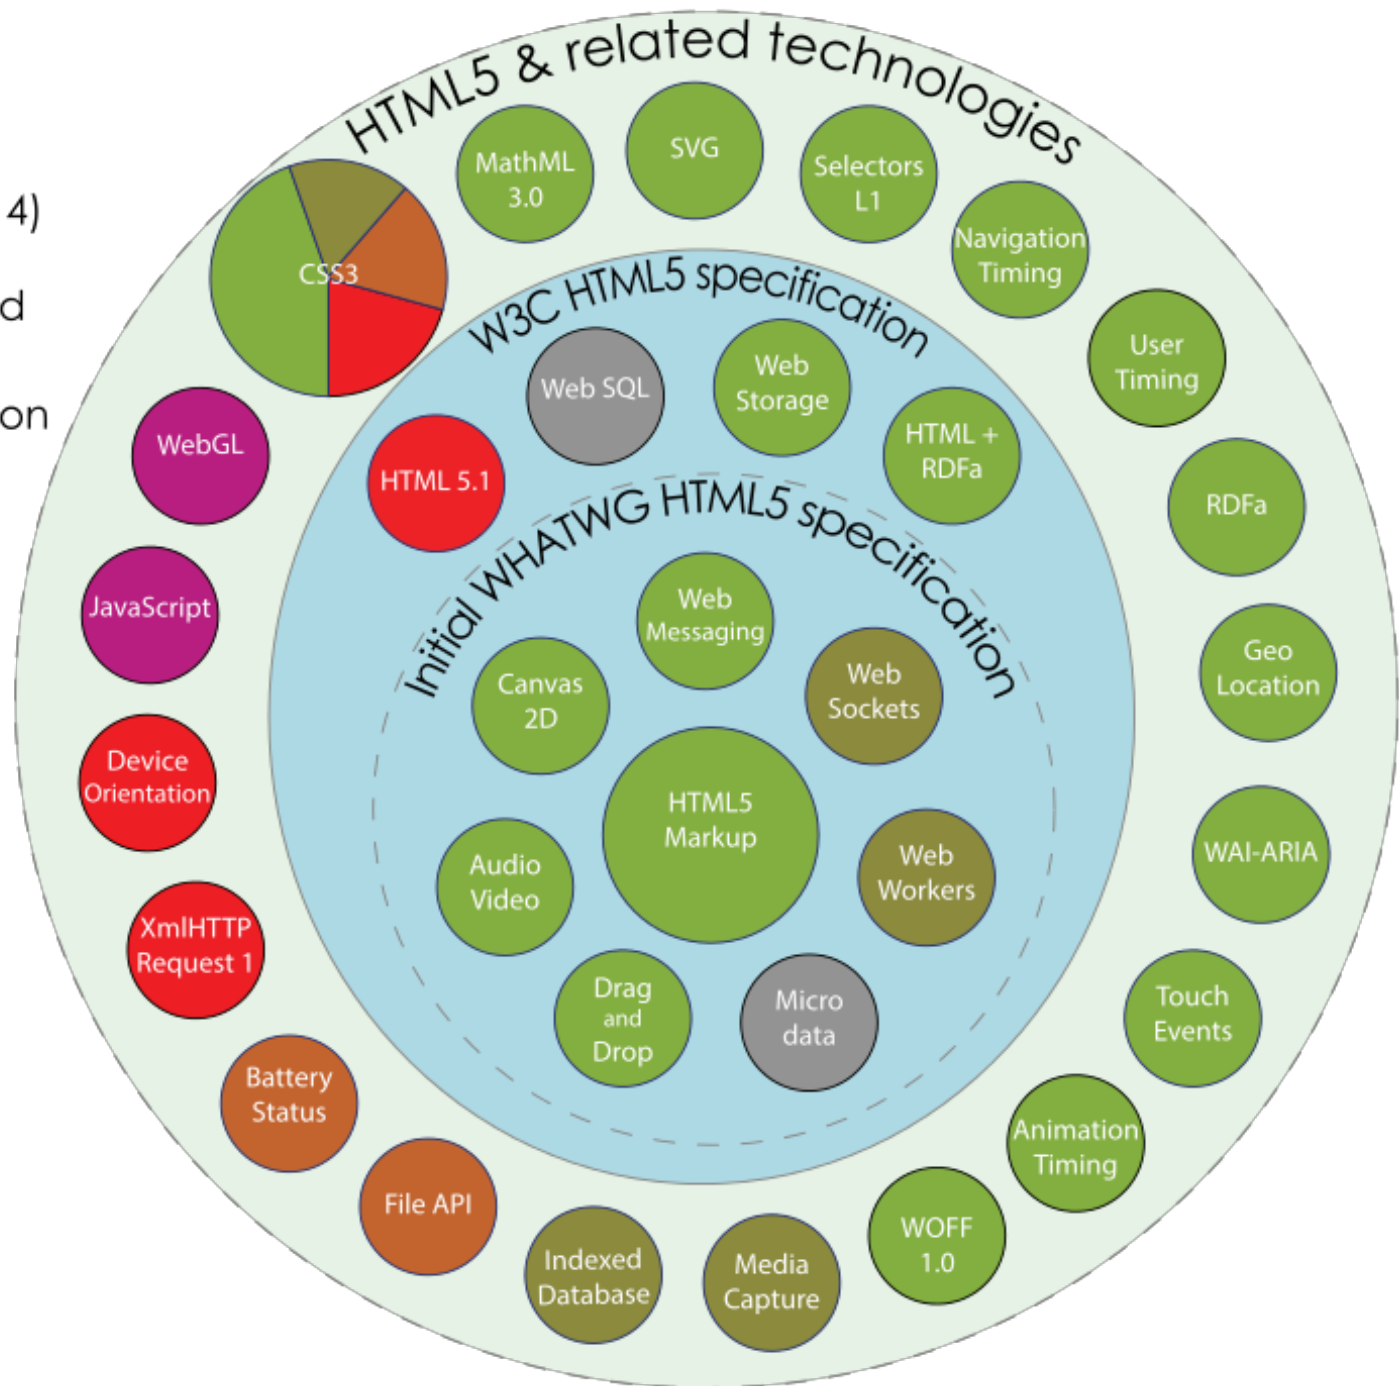 HTML5 & related technologies
4)
d
on
MathML
3.0
SVG
Selectors
L1
Navigation
Timing
User
Timing
RDFa
Geo
Location
WAI-ARIA
Touch
Events
Animation
Timing
WOFF
1.0
Media
Capture
Indexed
Database
File API
Battery
Status
XmlHTTP
Request 1
Device
Orientation
JavaScript
WebGL
CSS3
W3C HTML5 specification
HTML 5.1
Web SQL
Web
Storage
HTML +
RDFa
Initial WHATWG HTML5 specification
Web
Messaging
Canvas
2D
Web
Sockets
HTML5
Markup
Audio
Video
Web
Workers
Drag
and
Drop
Micro
data